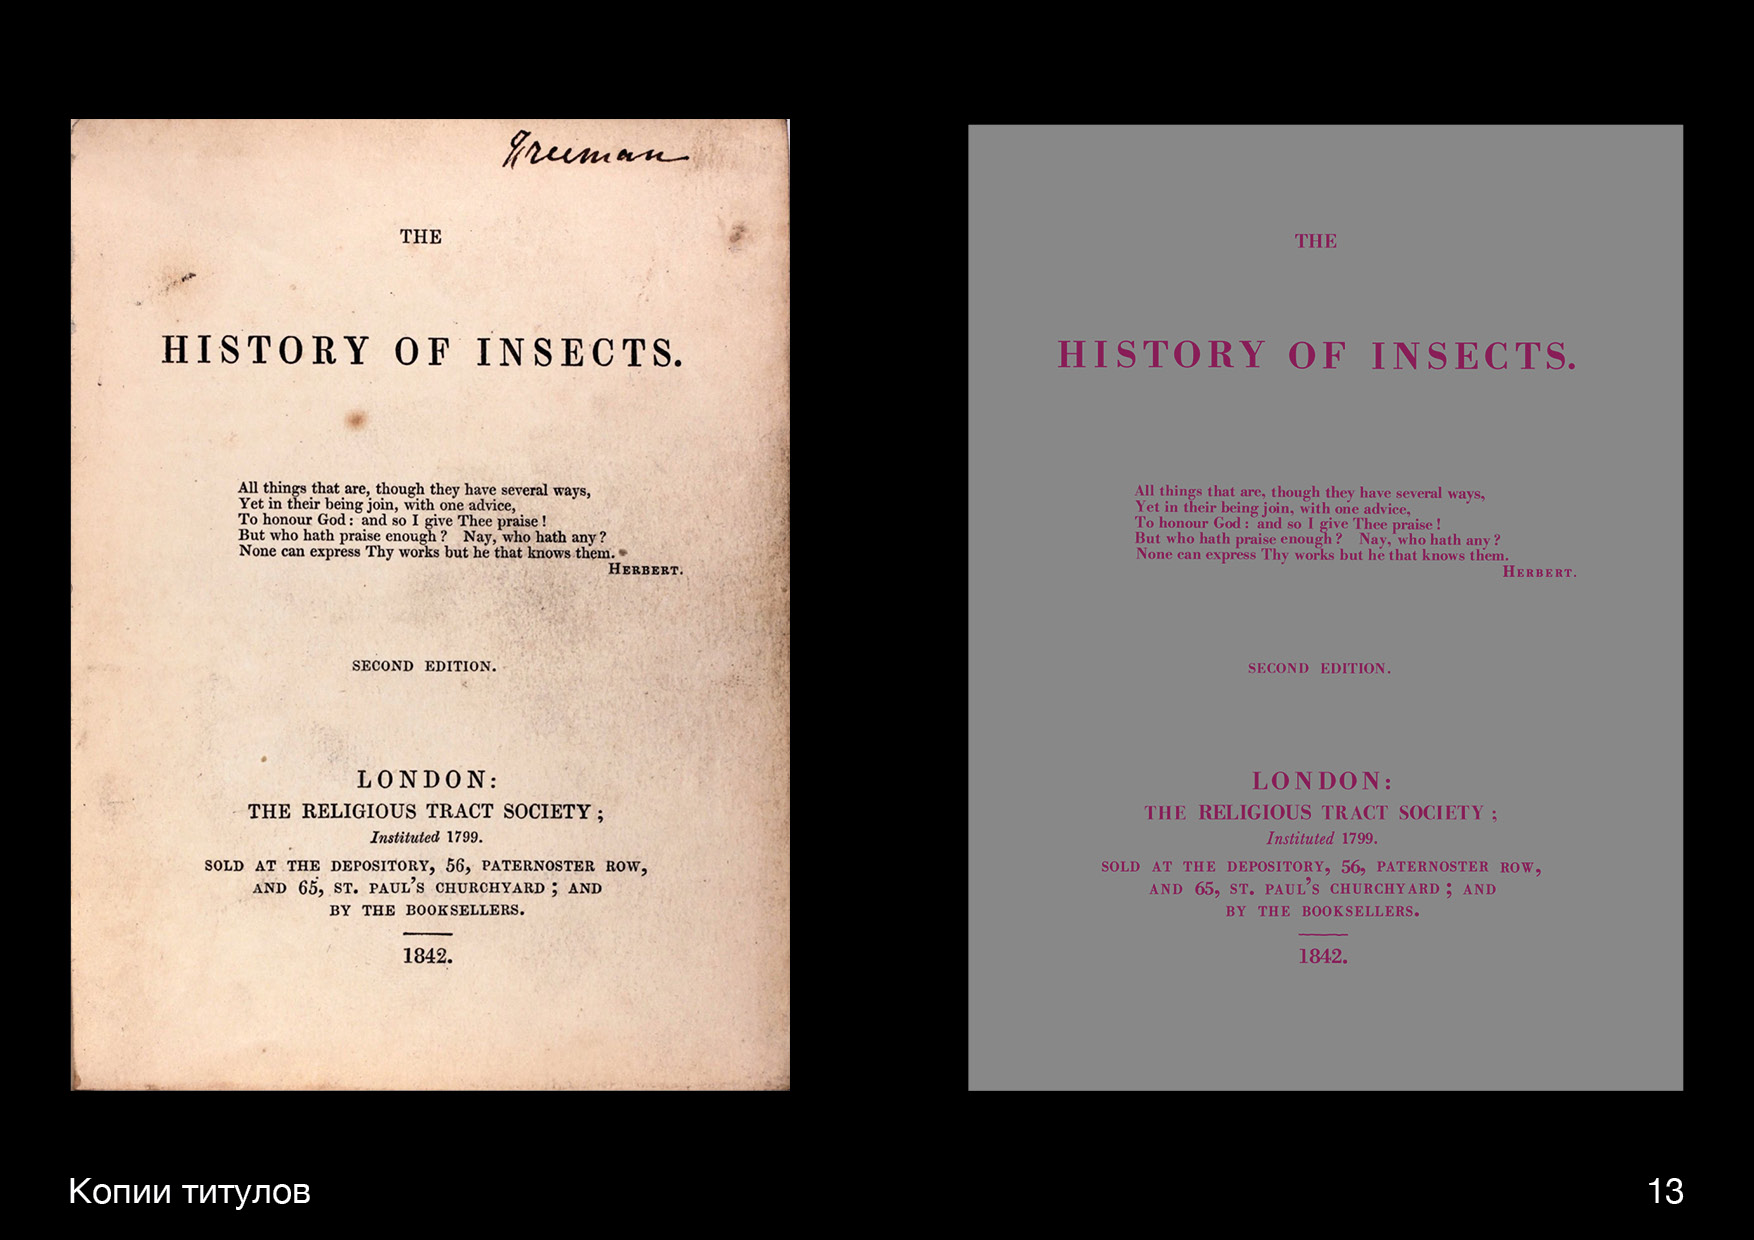 Freeman
THE
HISTORY OF INSECTS.
All things that are, though they have several ways,
Yet in their being join, with one advice,
To honour God: and so I give Thee praise!
But who hath praise enough? Nay, who hath any?
None can express Thy works but he that knows them.
HERBERT.
SECOND EDITION.
LONDON:
THE RELIGIOUS TRACT SOCIETY;
Instituted 1799.
SOLD AT THE DEPOSITORY, 56, PATERNOSTER ROW,
AND 65, ST. PAUL'S CHURCHYARD; AND
BY THE BOOKSELLERS.
1842.
THE
HISTORY OF INSECTS.
All things that are, though they have several ways,
Yet in their being join, with one advice,
To honour God: and so I give Thee praise!
But who hath praise enough? Nay, who hath any?
None can express Thy works but he that knows them.
HERBERT.
SECOND EDITION.
LONDON:
THE RELIGIOUS TRACT SOCIETY;
Instituted 1799.
SOLD AT THE DEPOSITORY, 56, PATERNOSTER ROW,
AND 65, ST. PAUL'S CHURCHYARD; AND
BY THE BOOKSELLERS.
1842.
Копии титулов
13